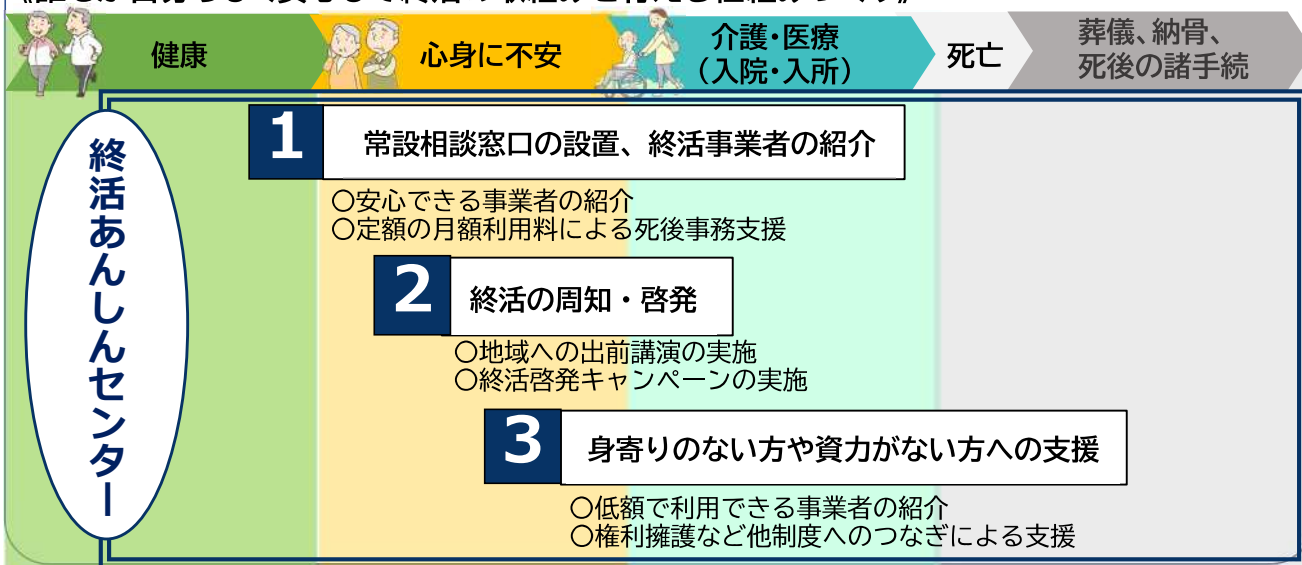 健康
心身に不安
介護・医療
(入院・入所)
死亡
葬儀、納骨、
死後の諸手続
終活あんしんセンター
1
常設相談窓口の設置、終活事業者の紹介
○安心できる事業者の紹介
○定額の月額利用料による死後事務支援
2
終活の周知・啓発
○地域への出前講演の実施
○終活啓発キャンペーンの実施
3
身寄りのない方や資力がない方への支援
○低額で利用できる事業者の紹介
○権利擁護など他制度へのつなぎによる支援